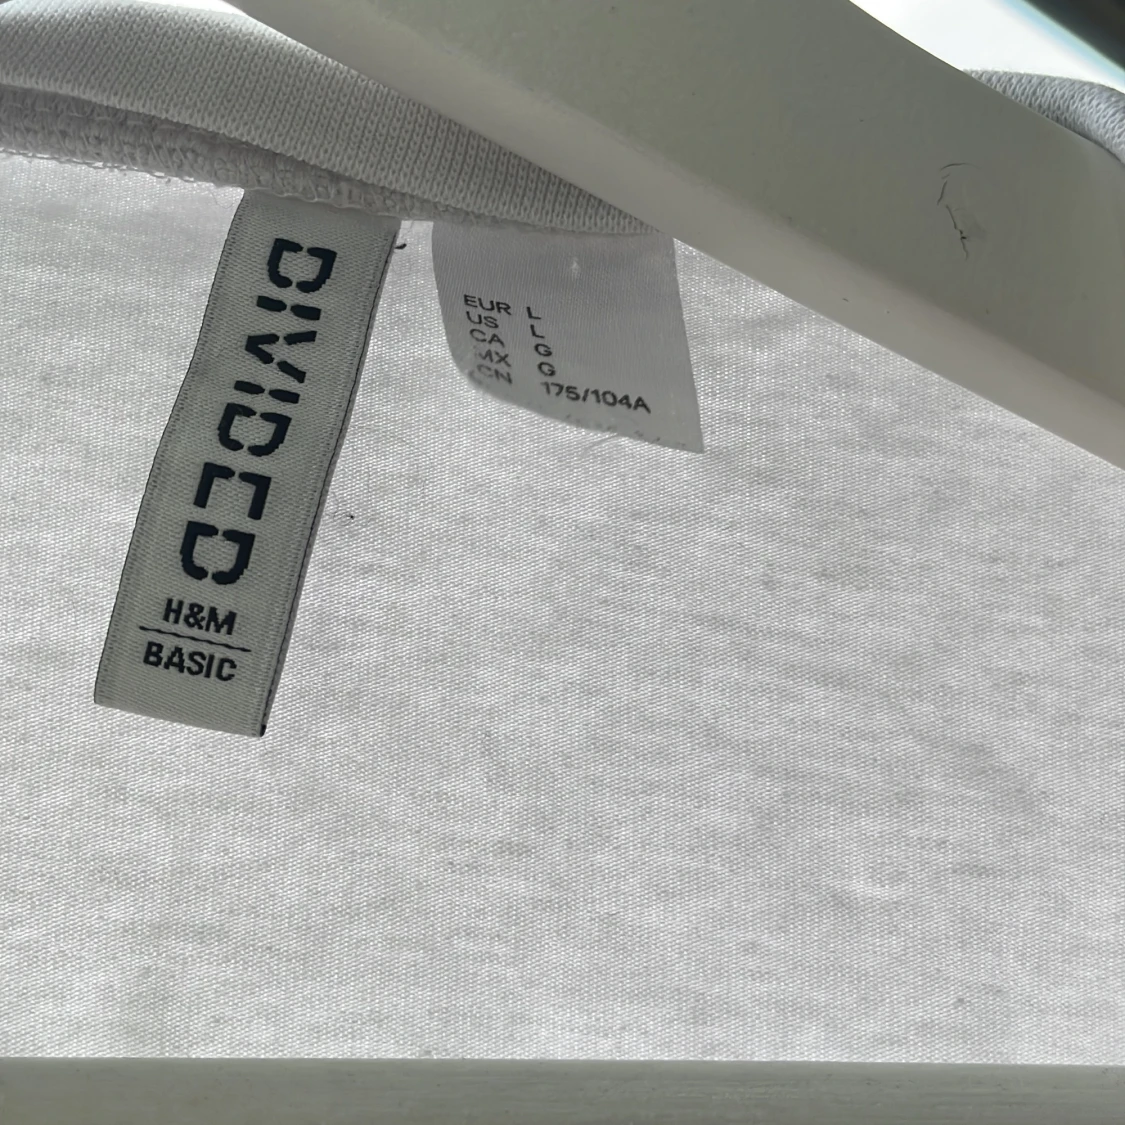 DIVIDED
H&M
BASIC
EUR L
US L
CA G
MX G
CN 175/104A